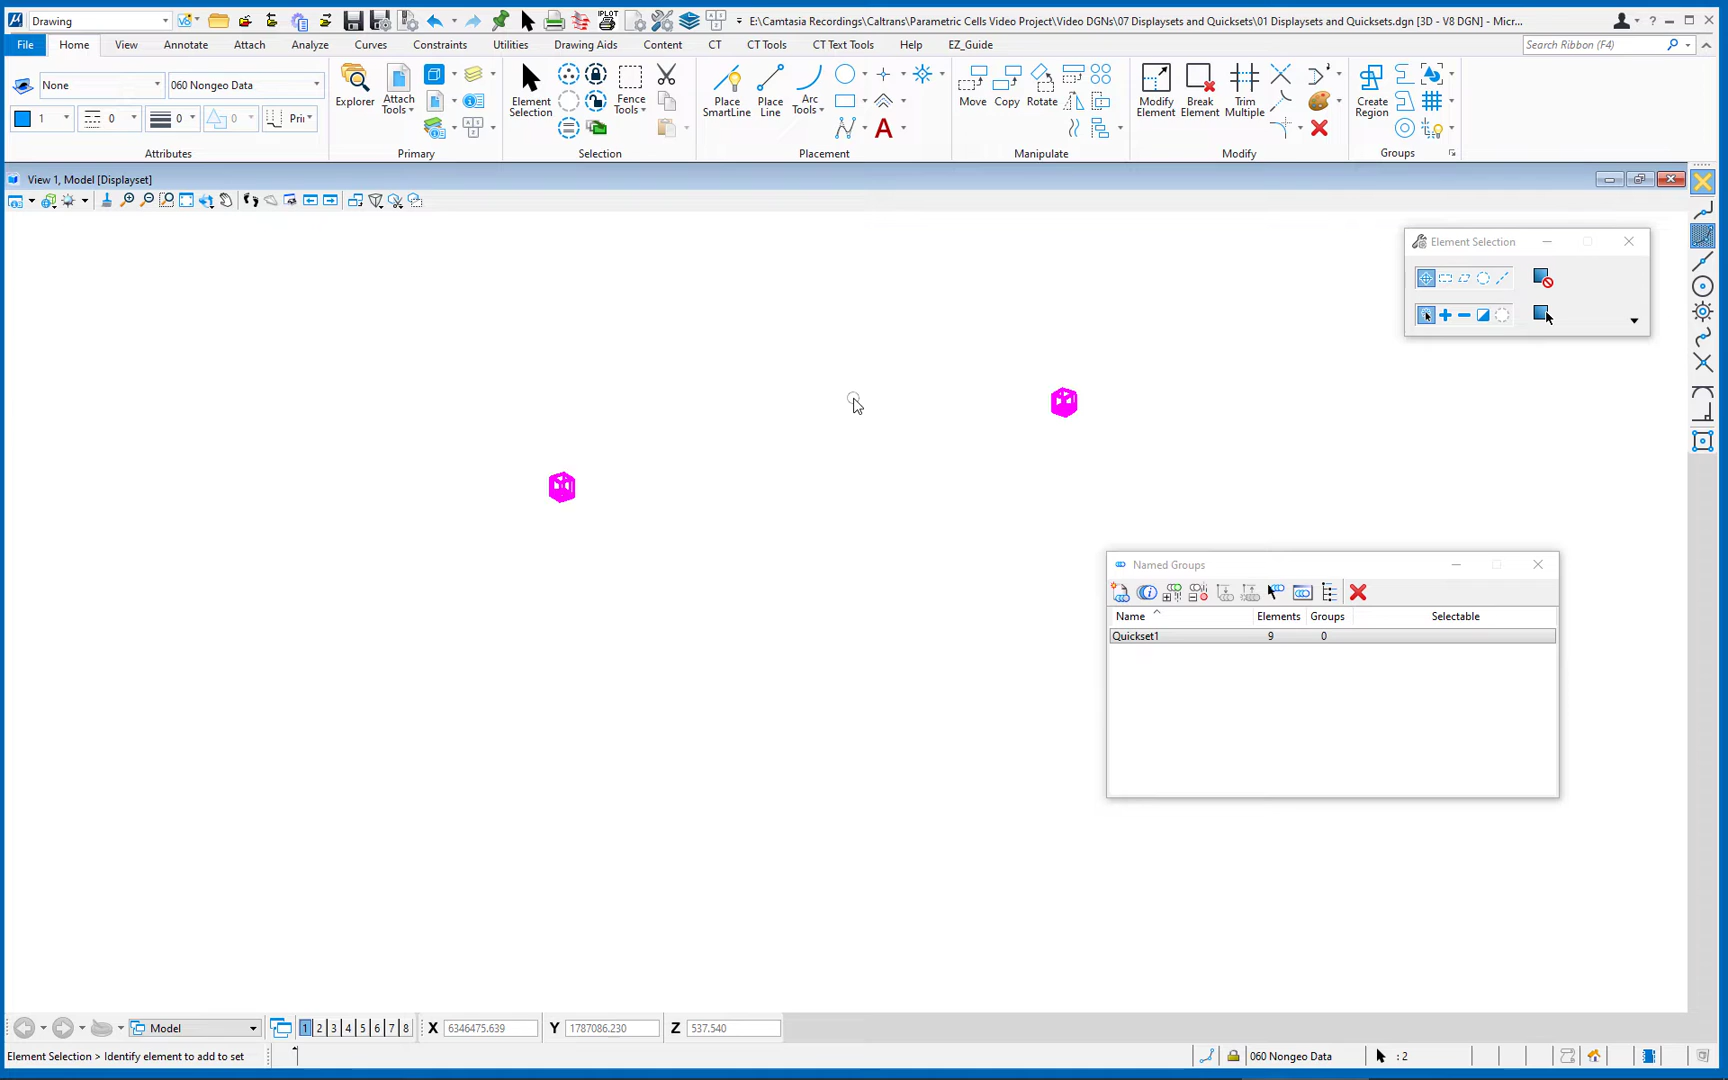 Drawing
E:\Camtasia Recordings\Caltrans\Parametric Cells Video Project\Video DGNs\07 Displaysets and Quicksets\01 Displaysets and Quicksets.dgn [3D - V8 DGN] - Micr...
File Home View Annotate Attach Analyze Curves Constraints Utilities Drawing Aids Content CT CT Tools CT Text Tools Help EZ_Guide
Search Ribbon (F4)
None
060 Nongeo Data
1 0 0 0 Pri
Explorer
Attach Tools
Element Selection
Fence Tools
Place SmartLine
Place Line
Arc Tools
Move Copy Rotate
Modify Element
Break Element
Trim Multiple
Create Region
Attributes Primary Selection Placement Manipulate Modify Groups
View 1, Model [Displayset]
Element Selection
Named Groups
Name Elements Groups Selectable
Quickset1 9 0
Model
1 2 3 4 5 6 7 8
X 6346475.639 Y 1787086.230 Z 537.540
Element Selection > Identify element to add to set
060 Nongeo Data
: 2